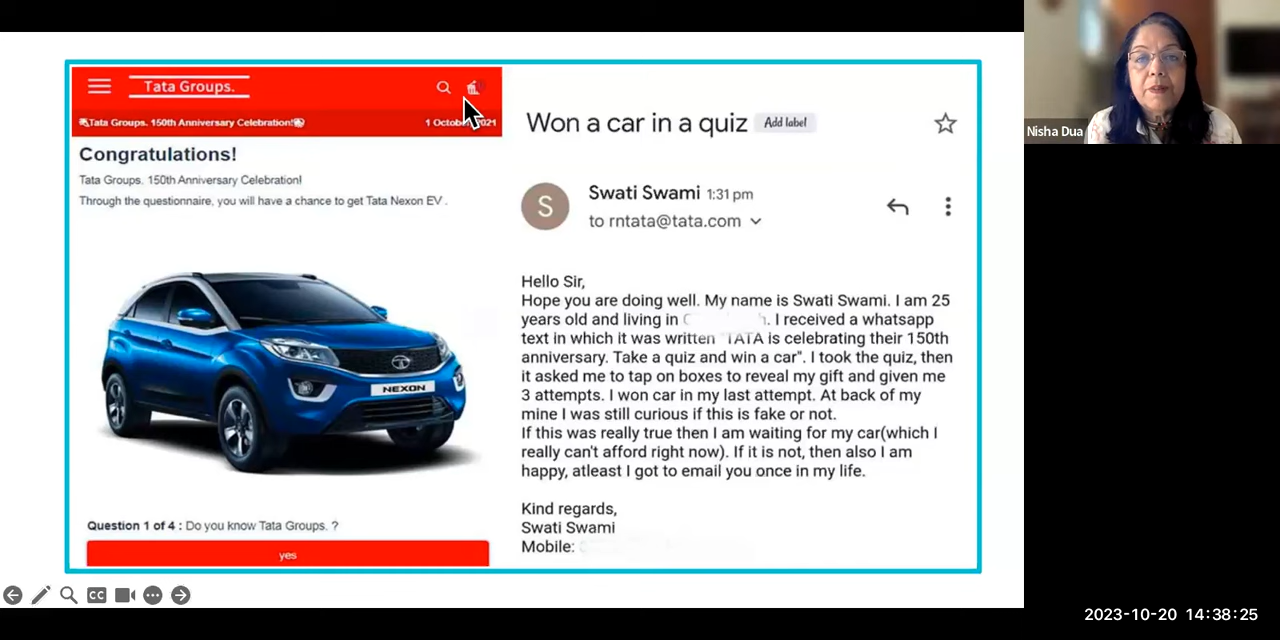 Tata Groups.
Tata Groups. 150th Anniversary Celebration!
1 October 2021
Congratulations!
Tata Groups. 150th Anniversary Celebration!
Through the questionnaire, you will have a chance to get Tata Nexon EV .
NEXON
Question 1 of 4 : Do you know Tata Groups. ?
yes
Won a car in a quiz Add label
S
Swati Swami 1:31 pm
to rntata@tata.com
Hello Sir,
Hope you are doing well. My name is Swati Swami. I am 25
years old and living in . I received a whatsapp
text in which it was written "TATA is celebrating their 150th
anniversary. Take a quiz and win a car". I took the quiz, then
it asked me to tap on boxes to reveal my gift and given me
3 attempts. I won car in my last attempt. At back of my
mine I was still curious if this is fake or not.
If this was really true then I am waiting for my car(which I
really can't afford right now). If it is not, then also I am
happy, atleast I got to email you once in my life.
Kind regards,
Swati Swami
Mobile:
Nisha Dua
CC
2023-10-20 14:38:25